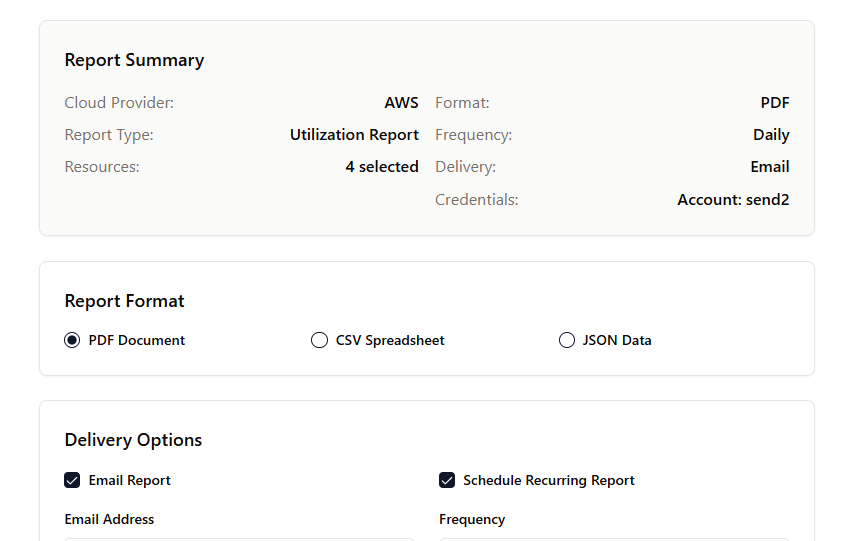 Report Summary
Cloud Provider: AWS Format: PDF
Report Type: Utilization Report Frequency: Daily
Resources: 4 selected Delivery: Email
Credentials: Account: send2
Report Format
PDF Document CSV Spreadsheet JSON Data
Delivery Options
Email Report Schedule Recurring Report
Email Address Frequency